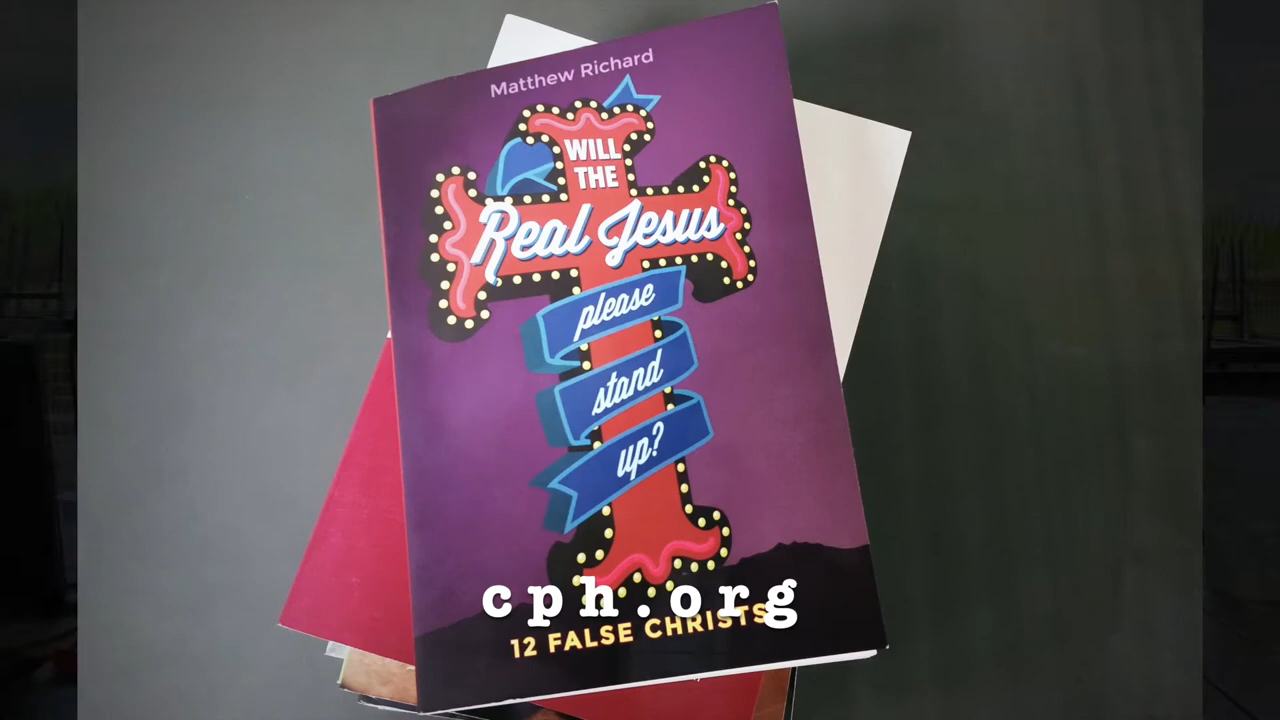 Matthew Richard
WILL
THE
Real Jesus
please
stand
up?
cph.org
12 FALSE CHRISTS